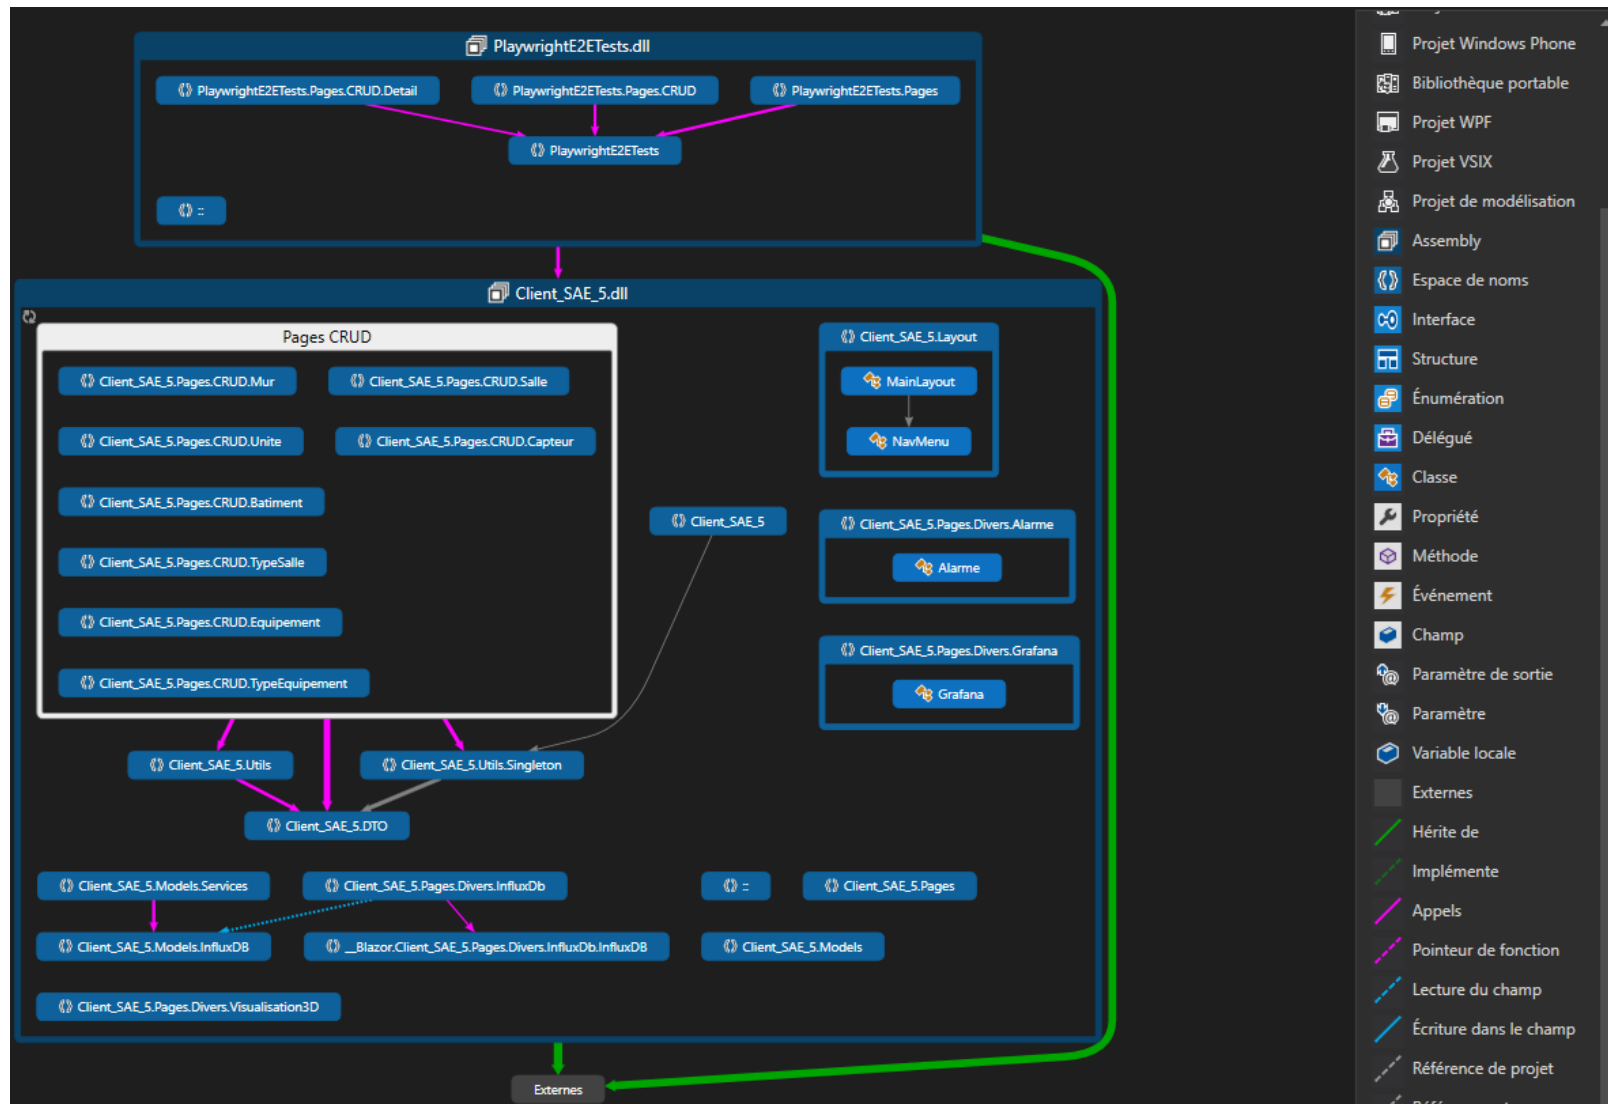 PlaywrightE2ETests.dll
PlaywrightE2ETests.Pages.CRUD.Detail
PlaywrightE2ETests.Pages.CRUD
PlaywrightE2ETests.Pages
PlaywrightE2ETests
::
Client_SAE_5.dll
Pages CRUD
Client_SAE_5.Pages.CRUD.Mur
Client_SAE_5.Pages.CRUD.Salle
Client_SAE_5.Pages.CRUD.Unite
Client_SAE_5.Pages.CRUD.Capteur
Client_SAE_5.Pages.CRUD.Batiment
Client_SAE_5.Pages.CRUD.TypeSalle
Client_SAE_5.Pages.CRUD.Equipement
Client_SAE_5.Pages.CRUD.TypeEquipement
Client_SAE_5
Client_SAE_5.Layout
MainLayout
NavMenu
Client_SAE_5.Pages.Divers.Alarme
Alarme
Client_SAE_5.Pages.Divers.Grafana
Grafana
Client_SAE_5.Utils
Client_SAE_5.Utils.Singleton
Client_SAE_5.DTO
Client_SAE_5.Models.Services
Client_SAE_5.Pages.Divers.InfluxDb
::
Client_SAE_5.Pages
Client_SAE_5.Models.InfluxDB
__Blazor.Client_SAE_5.Pages.Divers.InfluxDb.InfluxDB
Client_SAE_5.Models
Client_SAE_5.Pages.Divers.Visualisation3D
Externes
Projet Windows Phone
Bibliothèque portable
Projet WPF
Projet VSIX
Projet de modélisation
Assembly
Espace de noms
Interface
Structure
Énumération
Délégué
Classe
Propriété
Méthode
Événement
Champ
Paramètre de sortie
Paramètre
Variable locale
Externes
Hérite de
Implémente
Appels
Pointeur de fonction
Lecture du champ
Écriture dans le champ
Référence de projet